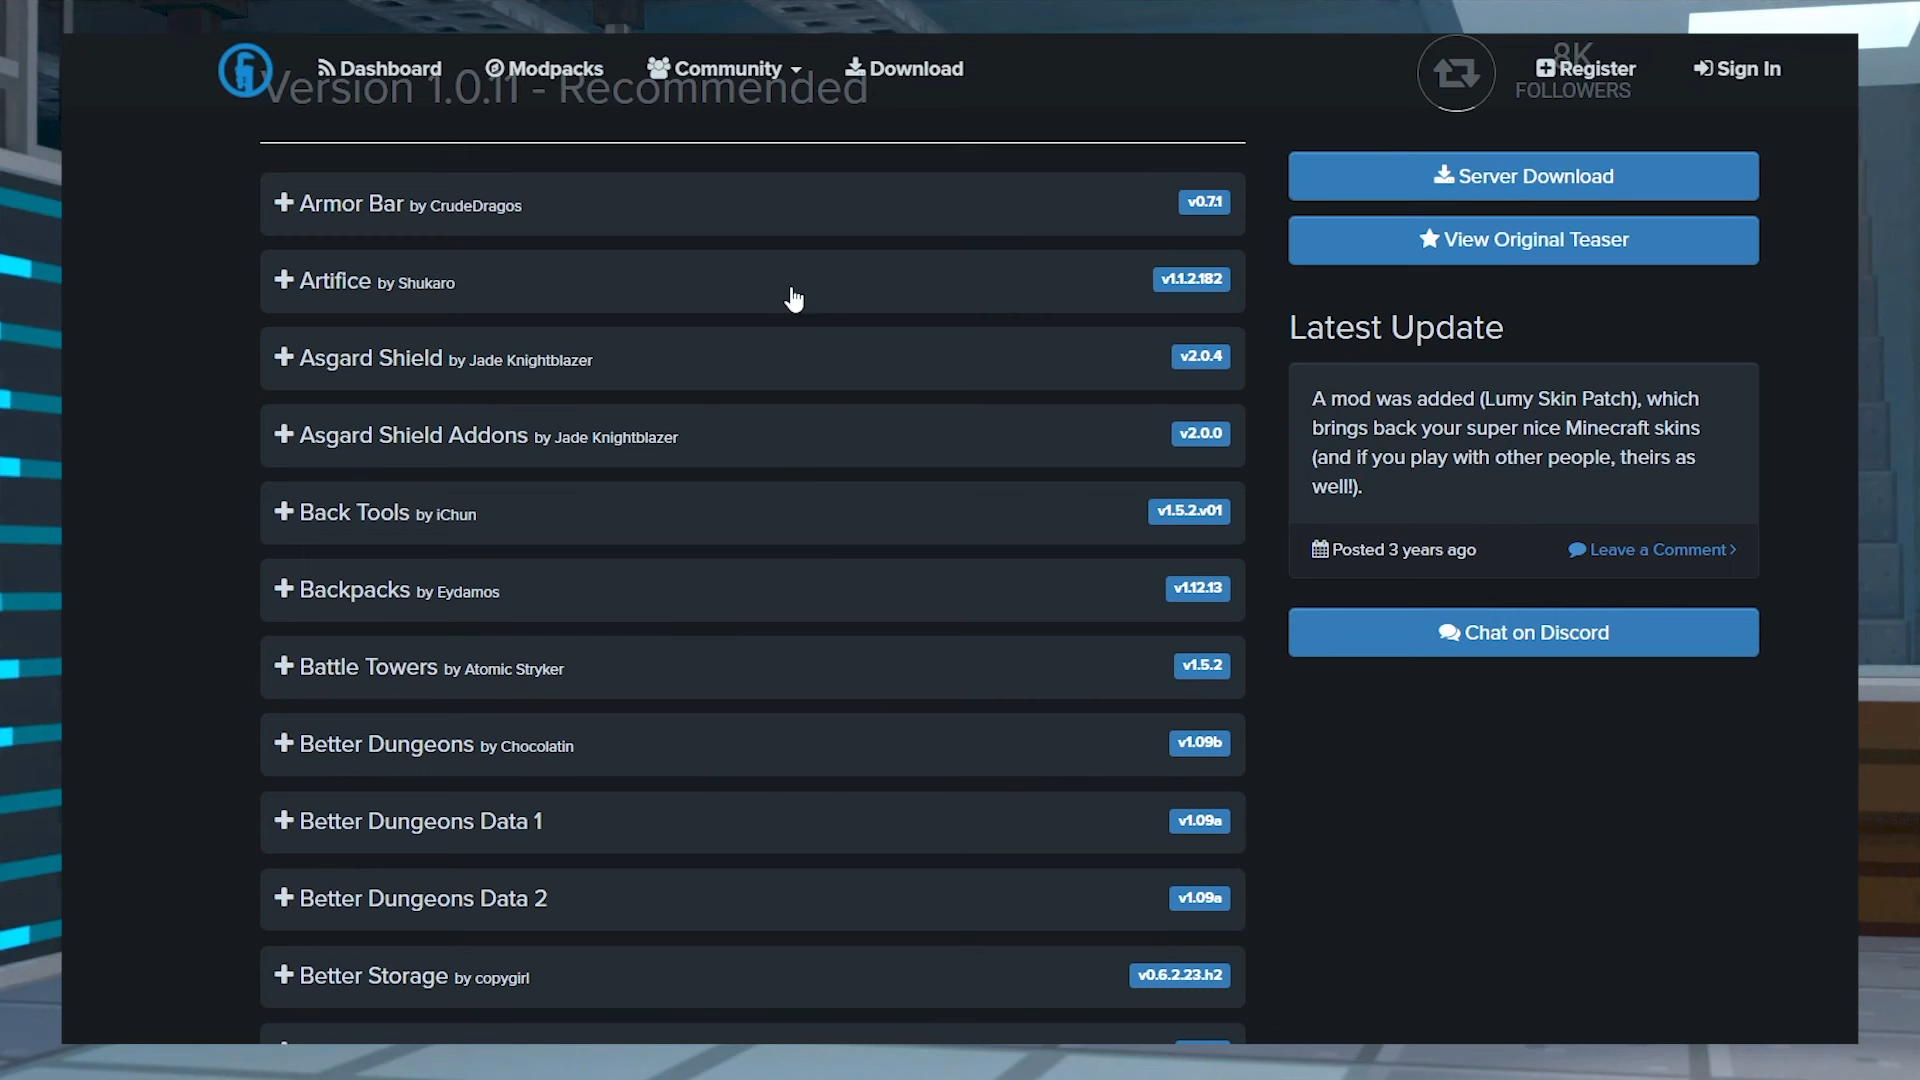 Dashboard Modpacks Community Download
Register Sign In
Version 1.0.11 - Recommended
8K
FOLLOWERS
Armor Bar by CrudeDragos v0.7.1
Artifice by Shukaro v1.1.2.182
Asgard Shield by Jade Knightblazer v2.0.4
Asgard Shield Addons by Jade Knightblazer v2.0.0
Back Tools by iChun v1.5.2.v01
Backpacks by Eydamos v1.12.13
Battle Towers by Atomic Stryker v1.5.2
Better Dungeons by Chocolatin v1.09b
Better Dungeons Data 1 v1.09a
Better Dungeons Data 2 v1.09a
Better Storage by copygirl v0.6.2.23.h2
Server Download
View Original Teaser
Latest Update
A mod was added (Lumy Skin Patch), which
brings back your super nice Minecraft skins
(and if you play with other people, theirs as
well!).
Posted 3 years ago Leave a Comment
Chat on Discord